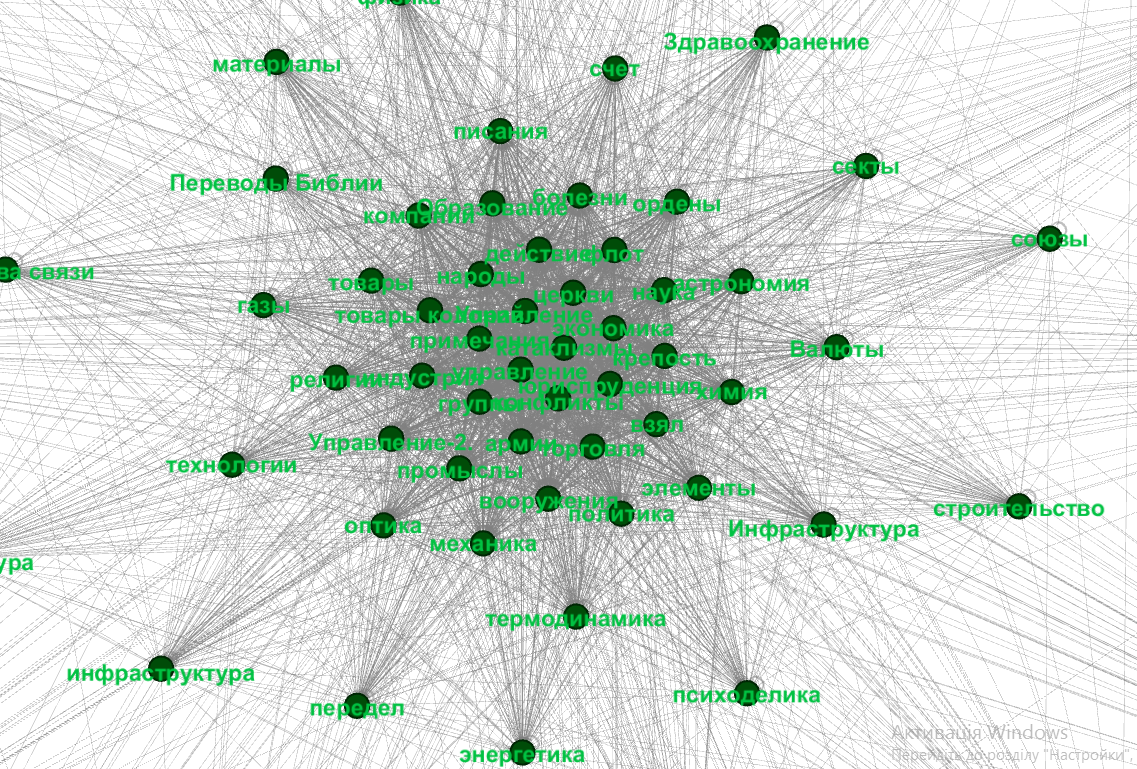 физика
Здравоохранение
материалы
счет
писания
секты
Переводы Библии
болезни
ордены
Образование
компания
союзы
действие
флот
ва связи
народы
товары
наука
астрономия
церкви
газы
товары
Управление
экономика
примечания
катаклизмы
Валюты
крепость
управление
религии
индустрия
юриспруденция
химия
группы
конфликты
взял
Управление-2
армии
торговля
технологии
промыслы
элементы
вооружения
строительство
политика
оптика
Инфраструктура
механика
ура
термодинамика
инфраструктура
психоделика
передел
Активація Windows
энергетика
Перейдіть до розділу "Настройки",